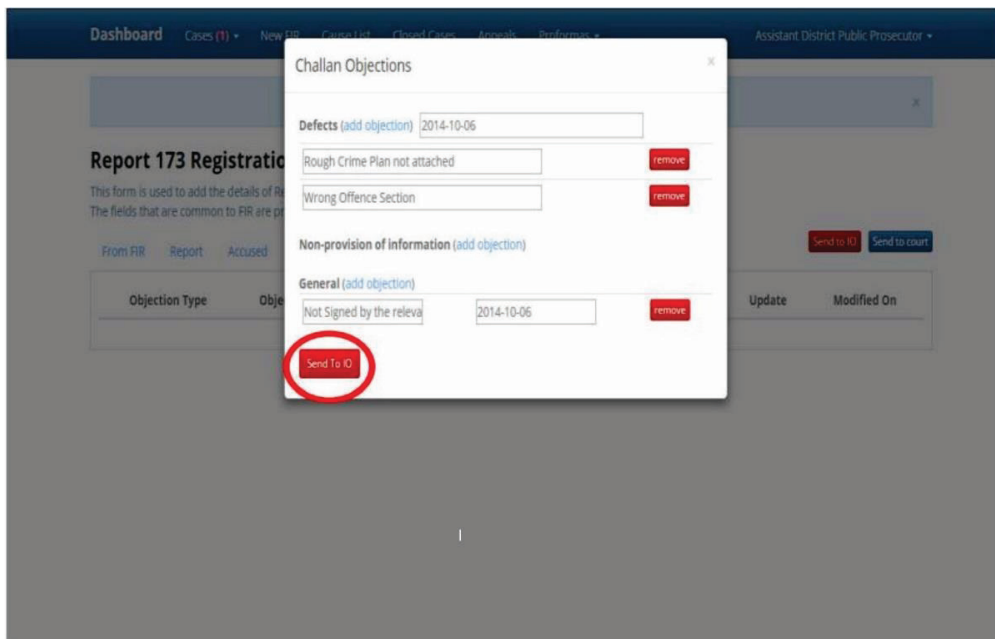 Dashboard Cases (1) New FIR Cause List Closed Cases Appeals Proformas Assistant District Public Prosecutor
Challan Objections x
x
Defects (add objection) 2014-10-06
Report 173 Registratio
Rough Crime Plan not attached remove
This form is used to add the details of Re
Wrong Offence Section remove
The fields that are common to FIR are pr
From FIR Report Accused
Non-provision of information (add objection)
Send to IO Send to court
General (add objection)
Objection Type Obje Update Modified On
Not Signed by the releva 2014-10-06 remove
Send To IO